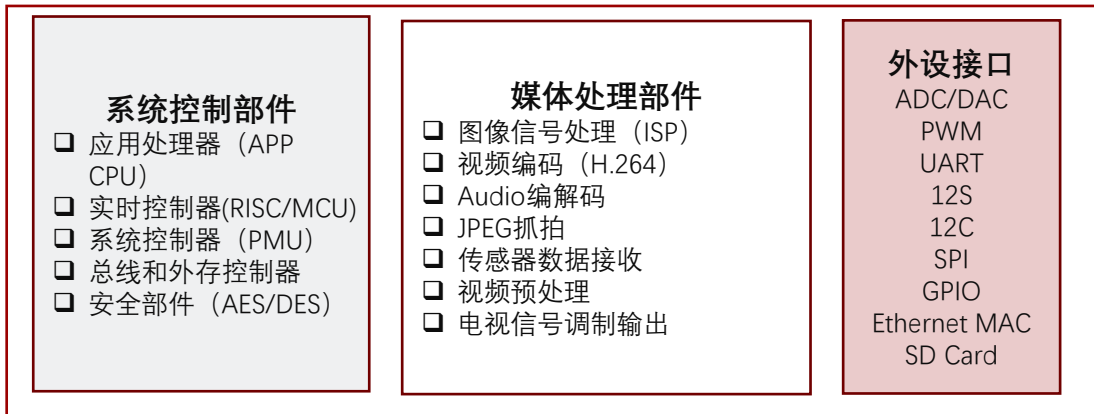 系统控制部件
应用处理器（APP
CPU）
实时控制器(RISC/MCU)
系统控制器（PMU）
总线和外存控制器
安全部件（AES/DES）
媒体处理部件
图像信号处理（ISP）
视频编码（H.264）
Audio编解码
JPEG抓拍
传感器数据接收
视频预处理
电视信号调制输出
外设接口
ADC/DAC
PWM
UART
12S
12C
SPI
GPIO
Ethernet MAC
SD Card